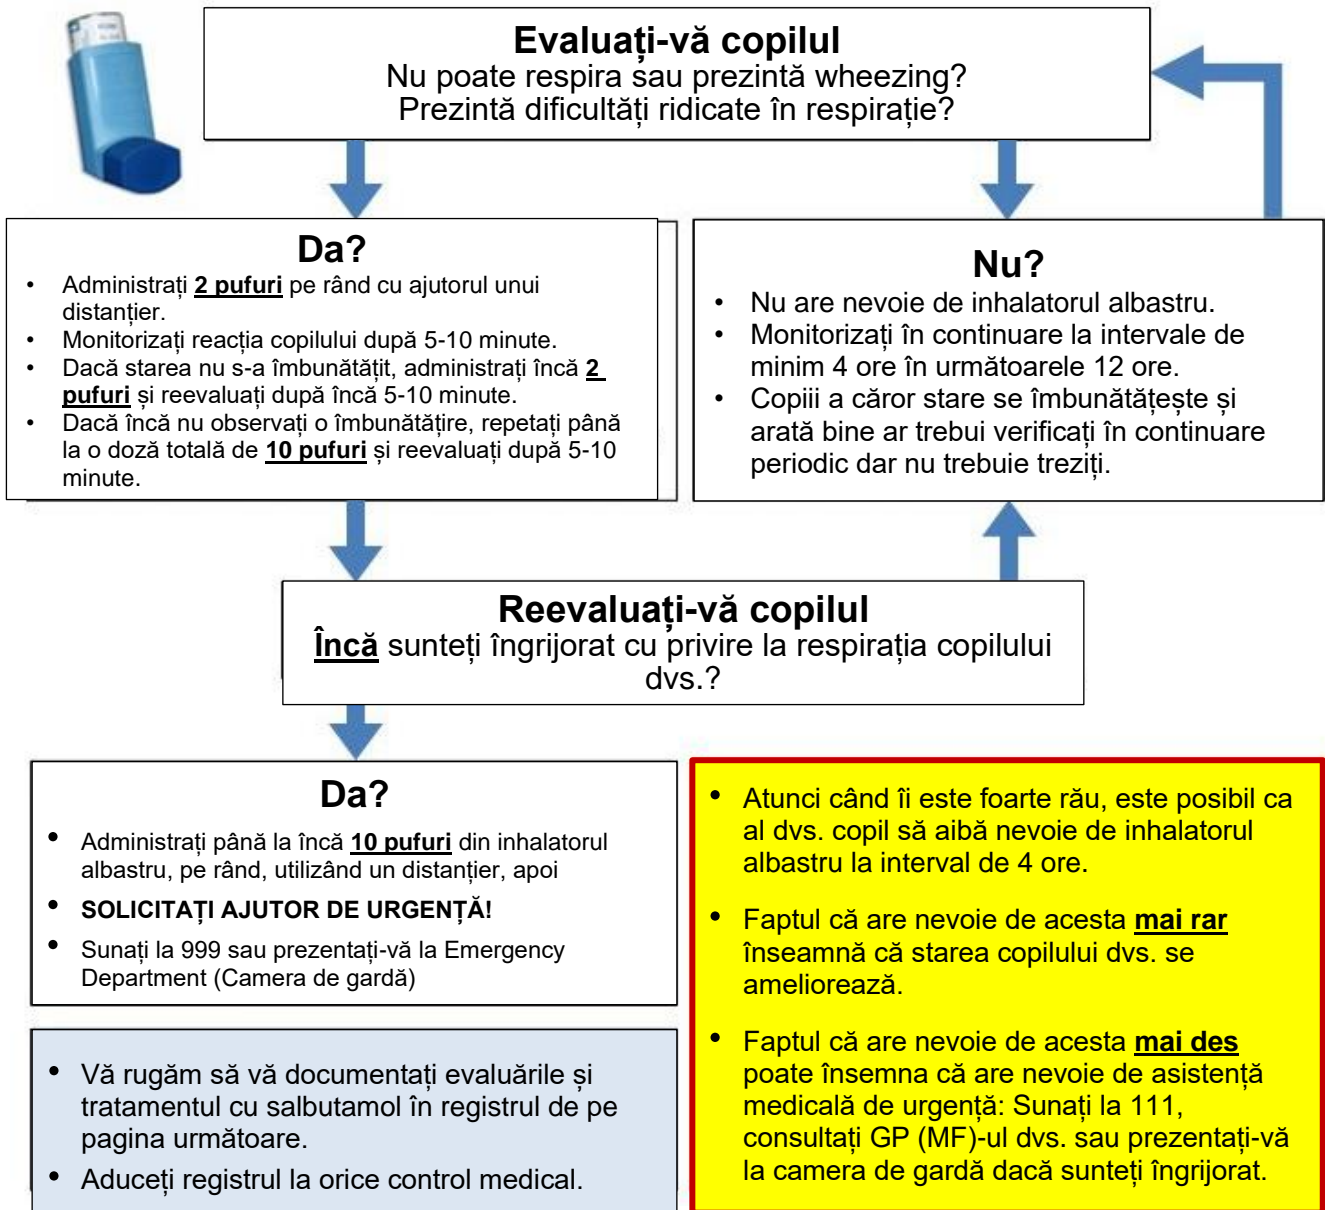 Evaluați-vă copilul
Nu poate respira sau prezintă wheezing?
Prezintă dificultăți ridicate în respirație?
Da?
• Administrați 2 pufuri pe rând cu ajutorul unui
distanțier.
• Monitorizați reacția copilului după 5-10 minute.
• Dacă starea nu s-a îmbunătățit, administrați încă 2
pufuri și reevaluați după încă 5-10 minute.
• Dacă încă nu observați o îmbunătățire, repetați până
la o doză totală de 10 pufuri și reevaluați după 5-10
minute.
Nu?
• Nu are nevoie de inhalatorul albastru.
• Monitorizați în continuare la intervale de
minim 4 ore în următoarele 12 ore.
• Copiii a căror stare se îmbunătățește și
arată bine ar trebui verificați în continuare
periodic dar nu trebuie treziți.
Reevaluați-vă copilul
Încă sunteți îngrijorat cu privire la respirația copilului
dvs.?
Da?
• Administrați până la încă 10 pufuri din inhalatorul
albastru, pe rând, utilizând un distanțier, apoi
• SOLICITAȚI AJUTOR DE URGENȚĂ!
• Sunați la 999 sau prezentați-vă la Emergency
Department (Camera de gardă)
• Vă rugăm să vă documentați evaluările și
tratamentul cu salbutamol în registrul de pe
pagina următoare.
• Aduceți registrul la orice control medical.
• Atunci când îi este foarte rău, este posibil ca
al dvs. copil să aibă nevoie de inhalatorul
albastru la interval de 4 ore.
• Faptul că are nevoie de acesta mai rar
înseamnă că starea copilului dvs. se
ameliorează.
• Faptul că are nevoie de acesta mai des
poate însemna că are nevoie de asistență
medicală de urgență: Sunați la 111,
consultați GP (MF)-ul dvs. sau prezentați-vă
la camera de gardă dacă sunteți îngrijorat.